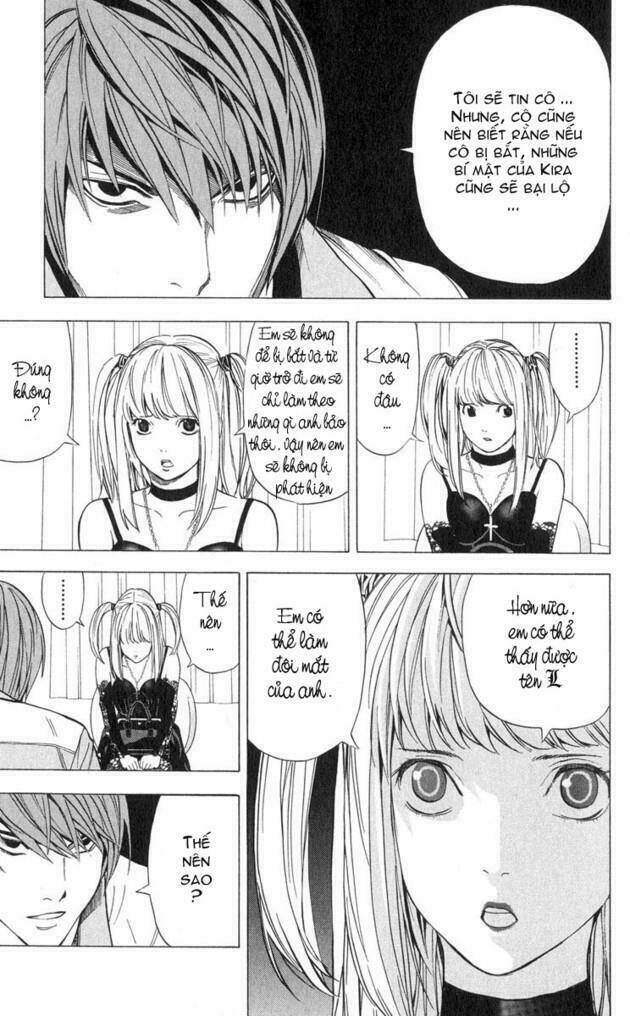 TÔI SẼ TIN CÔ ...
NHƯNG, CÔ CŨNG
NÊN BIẾT RẰNG NẾU
CÔ BỊ BẮT, NHỮNG
BÍ MẬT CỦA KIRA
CŨNG SẼ BẠI LỘ
...
..........
Không
có
đâu
...
Em sẽ không
để bị bắt. Và từ
giờ trở đi em sẽ
chỉ làm theo
những gì anh bảo
thôi. Vậy nên em
sẽ không bị
phát hiện
Đúng
không
...?
Hơn nữa,
em có thể
thấy được
tên L
Em có
thể làm
đôi mắt
của anh.
Thế
nên
...
..........
THẾ
NÊN
SAO
?